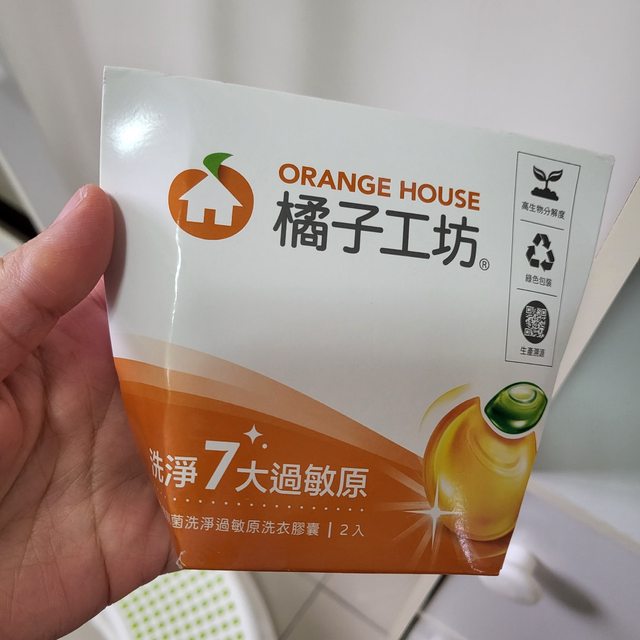 ORANGE HOUSE
橘子工坊®
高生物分解度
綠色包裝
生產溯源
洗淨7大過敏原
菌洗淨過敏原洗衣膠囊 | 2入